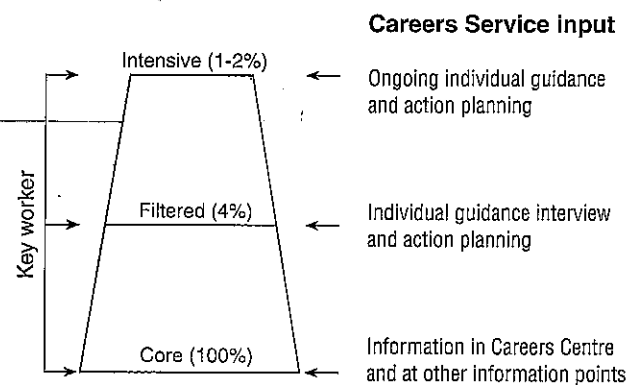 Careers Service input
Intensive (1-2%)
Ongoing individual guidance
and action planning
Key worker
Filtered (4%)
Individual guidance interview
and action planning
Core (100%)
Information in Careers Centre
and at other information points